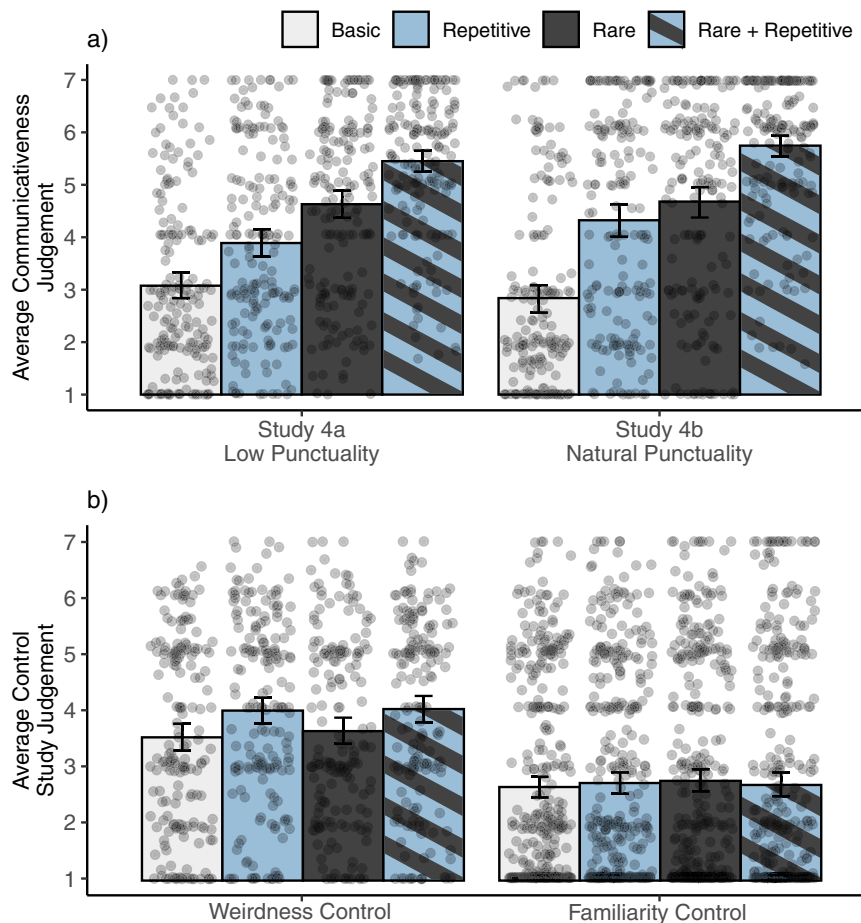 a)
Basic
Repetitive
Rare
Rare + Repetitive
Average Communicativeness
Judgement
7
6
5
4
3
2
1
Study 4a
Low Punctuality
Study 4b
Natural Punctuality
b)
Average Control
Study Judgement
7
6
5
4
3
2
1
Weirdness Control
Familiarity Control